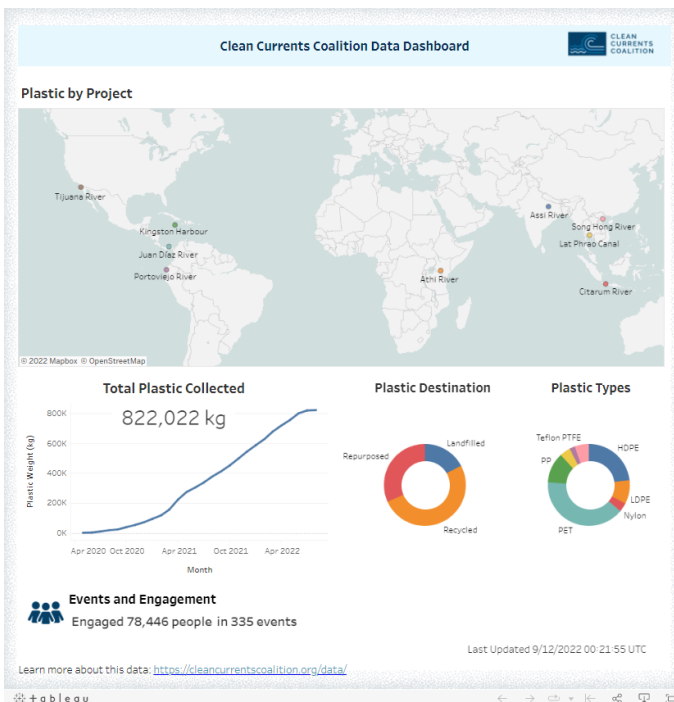 Clean Currents Coalition Data Dashboard
CLEAN
CURRENTS
COALITION
Plastic by Project
Tijuana River
Kingston Harbour
Juan Díaz River
Portoviejo River
Assi River
Song Hong River
Lat Phrao Canal
Athi River
Citarum River
© 2022 Mapbox © OpenStreetMap
Total Plastic Collected
822,022 kg
Plastic Weight (kg)
800K
600K
400K
200K
0K
Apr 2020 Oct 2020 Apr 2021 Oct 2021 Apr 2022
Month
Plastic Destination
Landfilled
Repurposed
Recycled
Plastic Types
Teflon PTFE
HDPE
PP
LDPE
Nylon
PET
Events and Engagement
Engaged 78,446 people in 335 events
Last Updated 9/12/2022 00:21:55 UTC
Learn more about this data: https://cleancurrentscoalition.org/data/
+ableau